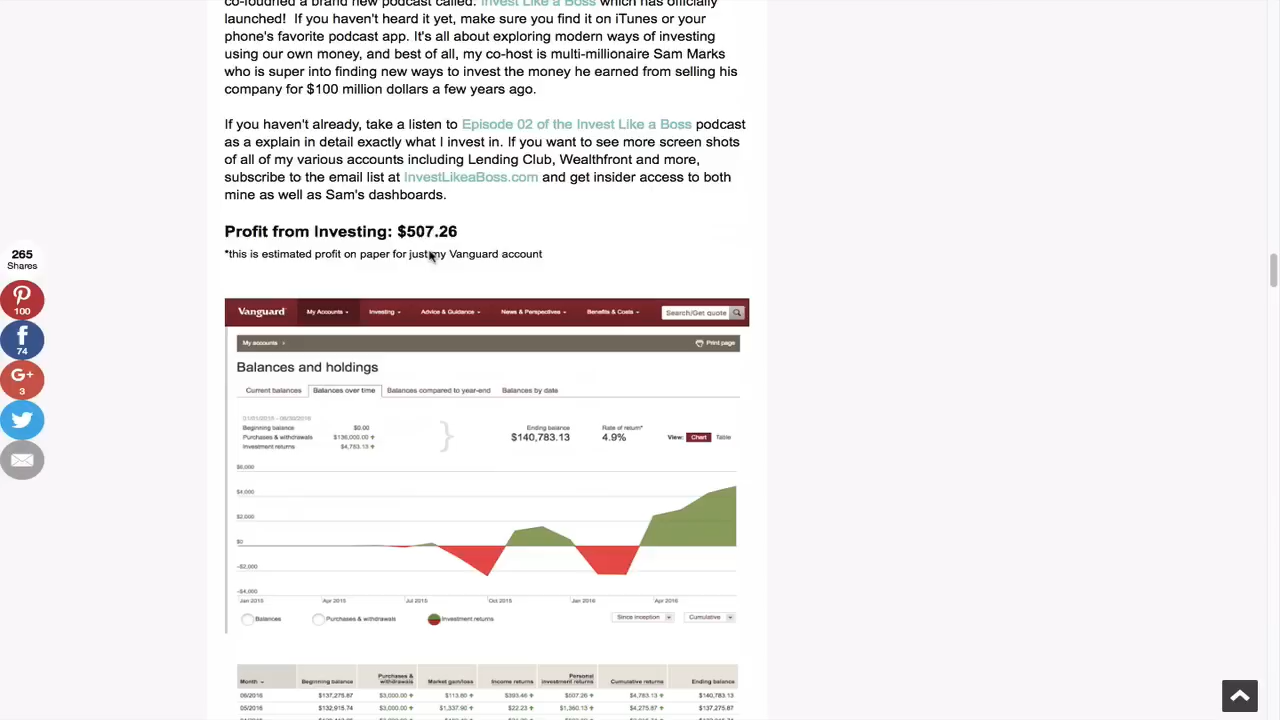 co-founded a brand new podcast called: Invest Like a Boss which has officially
launched!  If you haven't heard it yet, make sure you find it on iTunes or your
phone's favorite podcast app. It's all about exploring modern ways of investing
using our own money, and best of all, my co-host is multi-millionaire Sam Marks
who is super into finding new ways to invest the money he earned from selling his
company for $100 million dollars a few years ago.
If you haven't already, take a listen to Episode 02 of the Invest Like a Boss podcast
as a explain in detail exactly what I invest in. If you want to see more screen shots
of all of my various accounts including Lending Club, Wealthfront and more,
subscribe to the email list at InvestLikeaBoss.com and get insider access to both
mine as well as Sam's dashboards.
Profit from Investing: $507.26
*this is estimated profit on paper for just my Vanguard account
265
Shares
100
74
G+
3
Vanguard My Accounts Investing Advice & Guidance News & Perspectives Benefits & Costs Search/Get quote
My accounts Print page
Balances and holdings
Current balances Balances over time Balances compared to year-end Balances by date
01/01/2015 - 06/30/2016
Beginning balance $0.00 Ending balance Rate of return*
Purchases & withdrawals $136,000.00 $140,783.13 4.9% View: Chart Table
Investment returns $4,783.13
$6,000
$4,000
$2,000
$0
-$2,000
-$4,000
Jan 2015 Apr 2015 Jul 2015 Oct 2015 Jan 2016 Apr 2016
Balances Purchases & withdrawals Investment returns Since inception Cumulative
Month Beginning balance Purchases & withdrawals Market gain/loss Income returns Personal investment returns Cumulative returns Ending balance
06/2016 $137,275.87 $3,000.00 $113.80 $393.46 $507.26 $4,783.13 $140,783.13
05/2016 $132,915.74 $3,000.00 $1,337.90 $22.23 $1,360.13 $4,275.87 $137,275.87